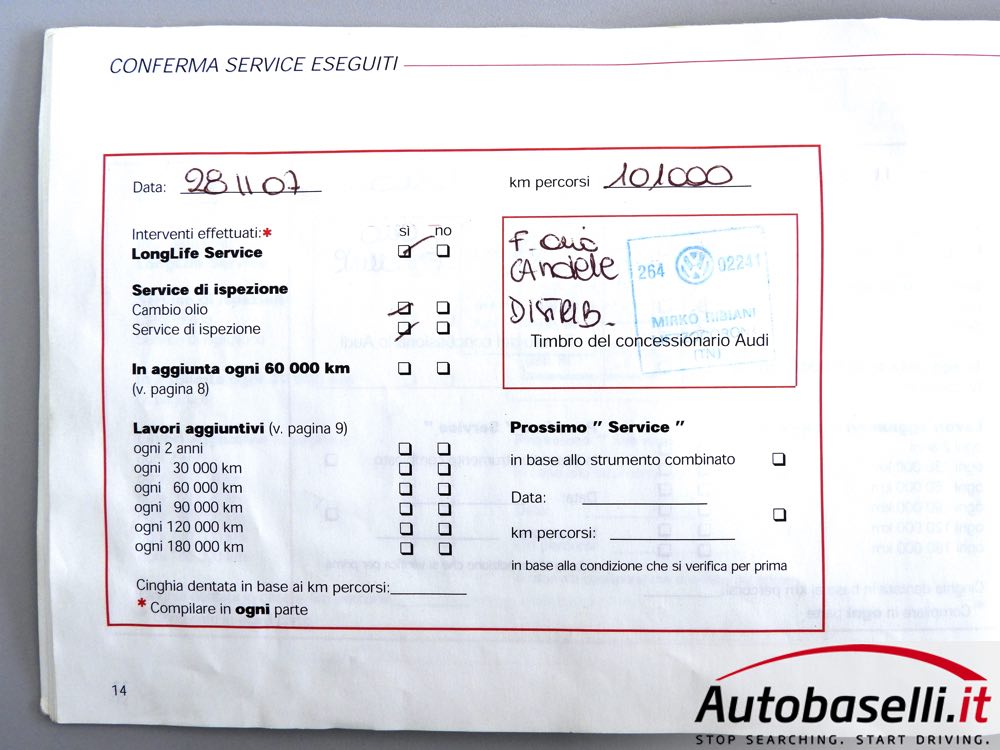 CONFERMA SERVICE ESEGUITI
Data: 28 11 07
km percorsi 101000
Interventi effettuati:*
sì no
LongLife Service
Service di ispezione
Cambio olio
Service di ispezione
In aggiunta ogni 60 000 km
(v. pagina 8)
F. olio
CANDELE
DISTRIB.
264 02241
MIRKO BIBIANI
(TN)
Timbro del concessionario Audi
Lavori aggiuntivi (v. pagina 9)
ogni 2 anni
ogni 30 000 km
ogni 60 000 km
ogni 90 000 km
ogni 120 000 km
ogni 180 000 km
Cinghia dentata in base ai km percorsi:
* Compilare in ogni parte
Prossimo " Service "
in base allo strumento combinato
Data:
km percorsi:
in base alla condizione che si verifica per prima
14
Autobaselli.it
STOP SEARCHING. START DRIVING.